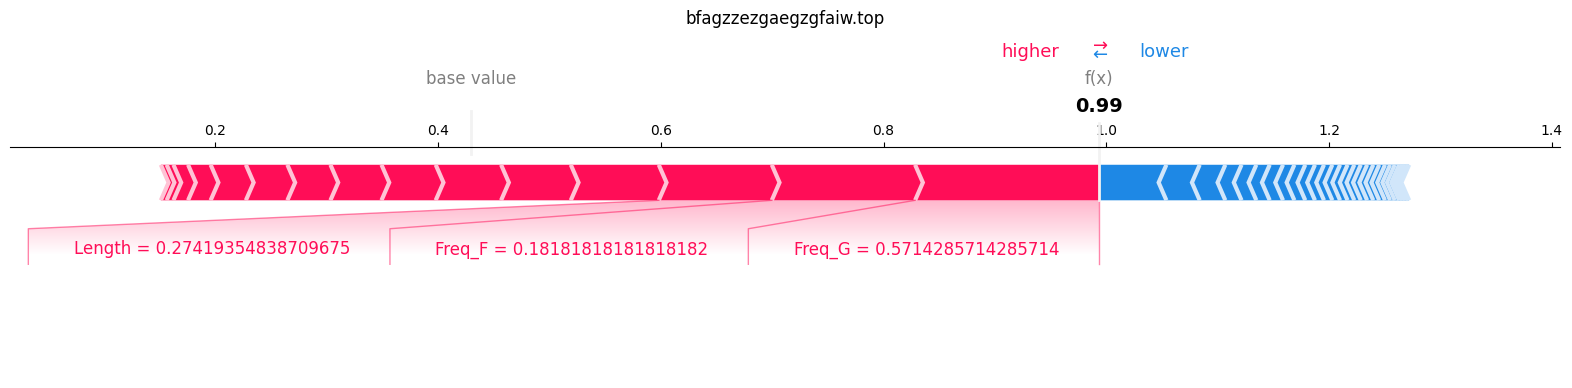 bfagzzezgaegzgfaiw.top
higher ⇄ lower
base value f(x)
0.99
0.2 0.4 0.6 0.8 1.0 1.2 1.4
Length = 0.27419354838709675 Freq_F = 0.18181818181818182 Freq_G = 0.5714285714285714